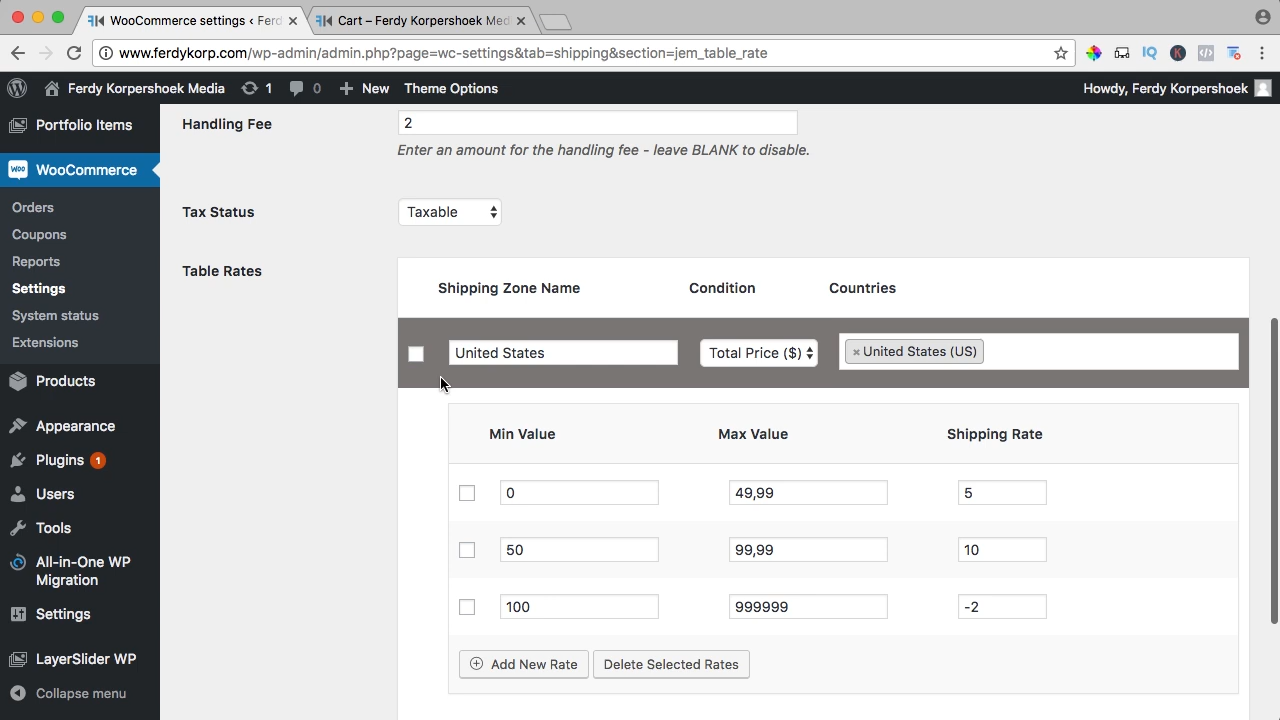 WooCommerce settings ‹ Ferd
Cart – Ferdy Korpershoek Med
www.ferdykorp.com/wp-admin/admin.php?page=wc-settings&tab=shipping&section=jem_table_rate
Ferdy Korpershoek Media
1
0
New
Theme Options
Howdy, Ferdy Korpershoek
Portfolio Items
WooCommerce
Orders
Coupons
Reports
Settings
System status
Extensions
Products
Appearance
Plugins 1
Users
Tools
All-in-One WP
Migration
Settings
LayerSlider WP
Collapse menu
Handling Fee
2
Enter an amount for the handling fee - leave BLANK to disable.
Tax Status
Taxable
Table Rates
Shipping Zone Name Condition Countries
United States Total Price ($) × United States (US)
Min Value Max Value Shipping Rate
0 49,99 5
50 99,99 10
100 999999 -2
Add New Rate Delete Selected Rates